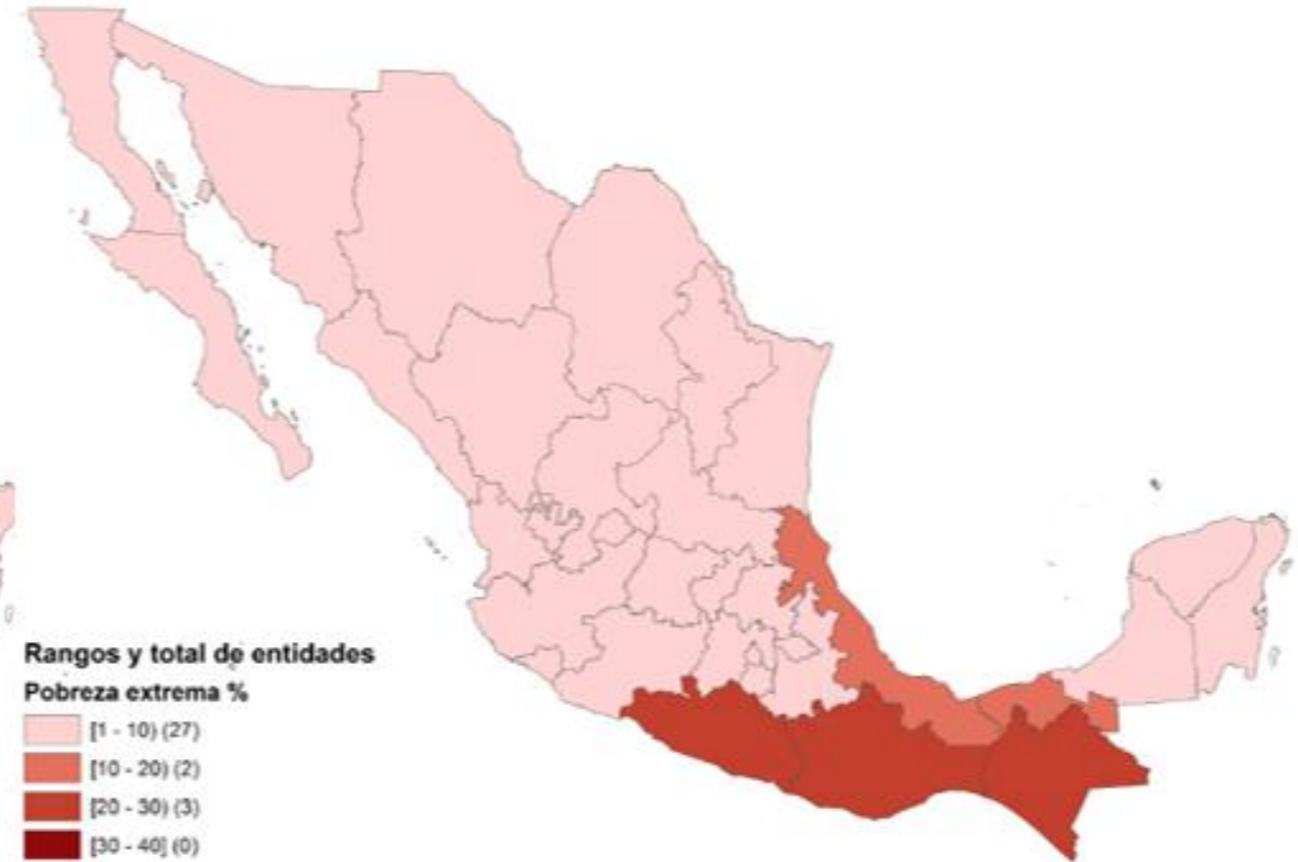 Rangos y total de entidades
Pobreza extrema %
[1 - 10) (27)
[10 - 20) (2)
[20 - 30) (3)
[30 - 40] (0)